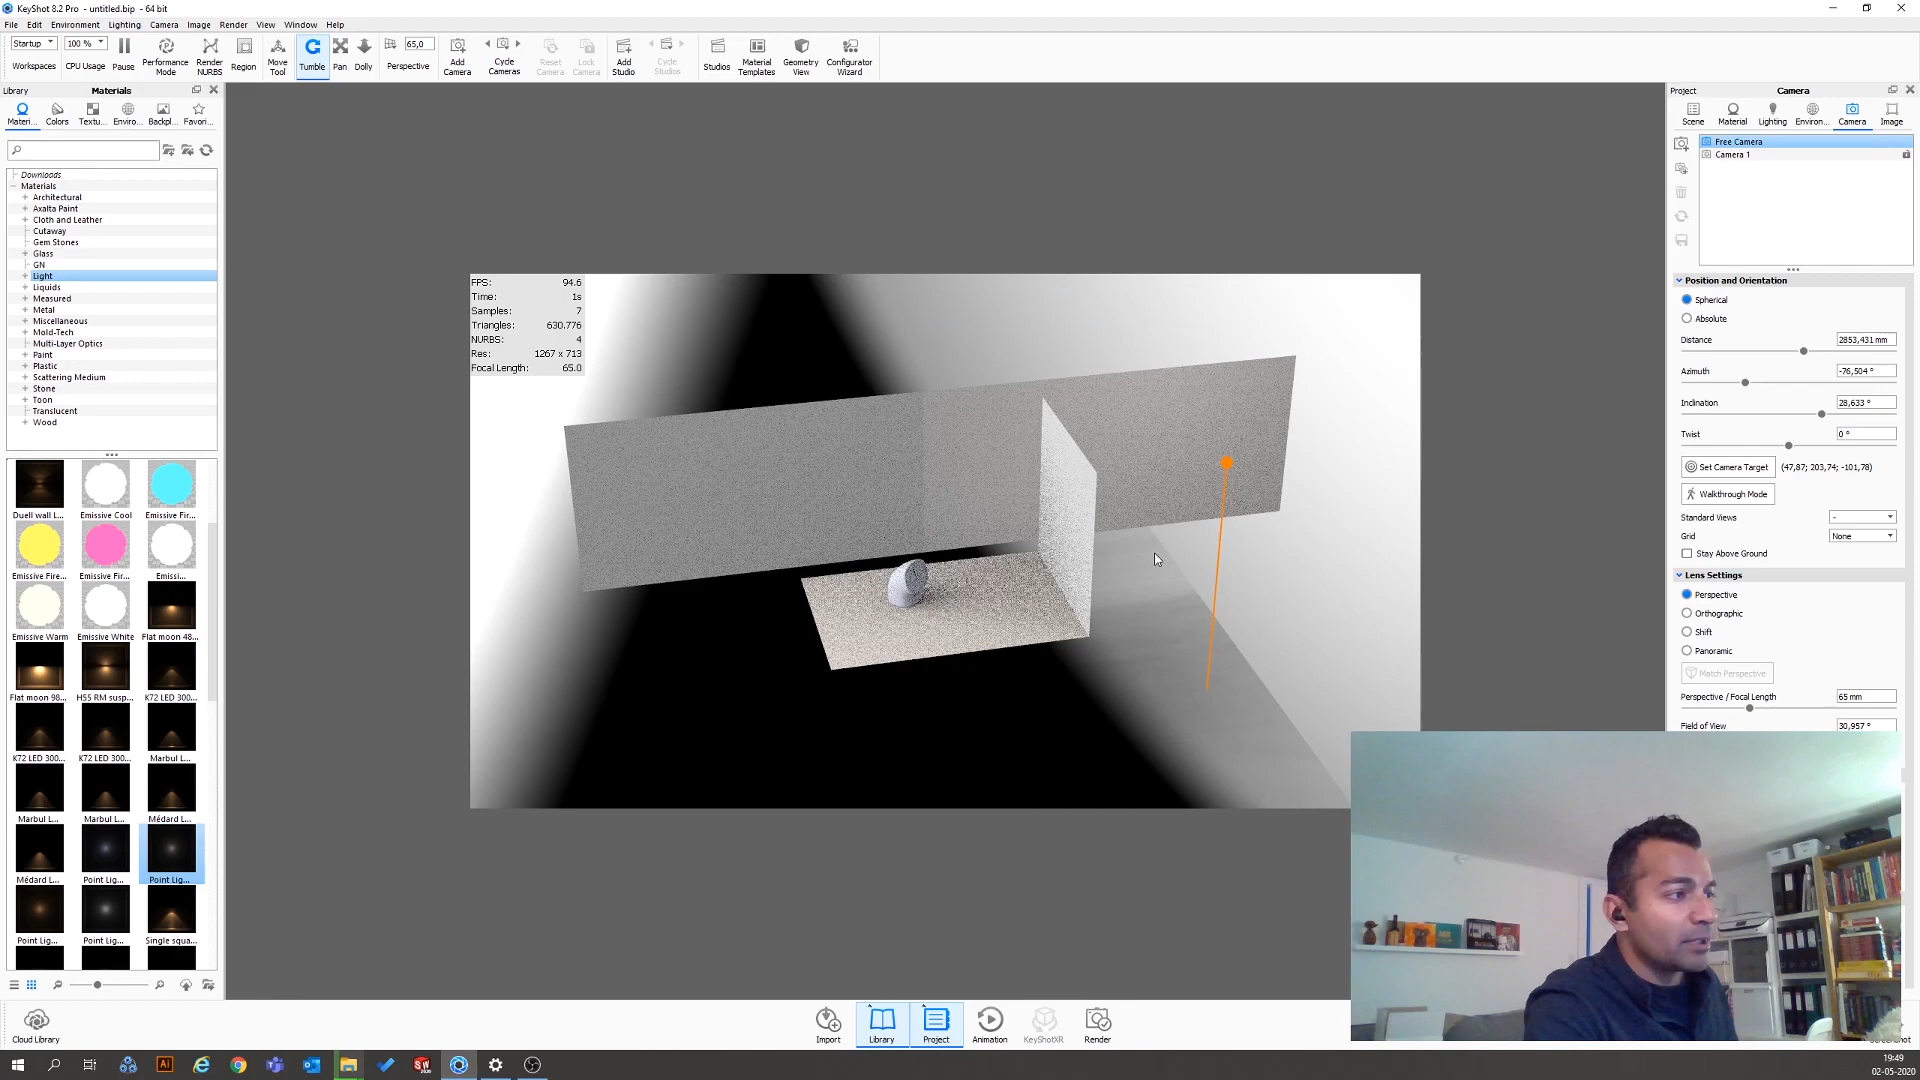 KeyShot 8.2 Pro - untitled.bip - 64 bit
File Edit Environment Lighting Camera Image Render View Window Help
Startup 100 % 65,0
Workspaces CPU Usage Pause Performance Mode Render NURBS Region Move Tool Tumble Pan Dolly Perspective Add Camera Cycle Cameras Reset Camera Lock Camera Add Studio Cycle Studios Studios Material Templates Geometry View Configurator Wizard
Library Materials
Materi... Colors Textu... Enviro... Backpl... Favori...
Downloads
Materials
Architectural
Axalta Paint
Cloth and Leather
Cutaway
Gem Stones
Glass
GN
Light
Liquids
Measured
Metal
Miscellaneous
Mold-Tech
Multi-Layer Optics
Paint
Plastic
Scattering Medium
Stone
Toon
Translucent
Wood
Duell wall L... Emissive Cool Emissive Fir...
Emissive Fire... Emissive Fir... Emissi...
Emissive Warm Emissive White Flat moon 48...
Flat moon 98... H55 RM susp... K72 LED 300...
K72 LED 300... K72 LED 300... Marbul L...
Marbul L... Marbul L... Médard L...
Médard L... Point Lig... Point Lig...
Point Lig... Point Lig... Single squa...
Cloud Library
FPS: 94.6
Time: 1s
Samples: 7
Triangles: 630.776
NURBS: 4
Res: 1267 x 713
Focal Length: 65.0
Import Library Project Animation KeyShotXR Render
Project Camera
Scene Material Lighting Environ... Camera Image
Free Camera
Camera 1
Position and Orientation
Spherical
Absolute
Distance 2853,431 mm
Azimuth -76,504 °
Inclination 28,633 °
Twist 0 °
Set Camera Target (47,87; 203,74; -101,78)
Walkthrough Mode
Standard Views -
Grid None
Stay Above Ground
Lens Settings
Perspective
Orthographic
Shift
Panoramic
Match Perspective
Perspective / Focal Length 65 mm
Field of View 30,957 °
19:49
02-05-2020